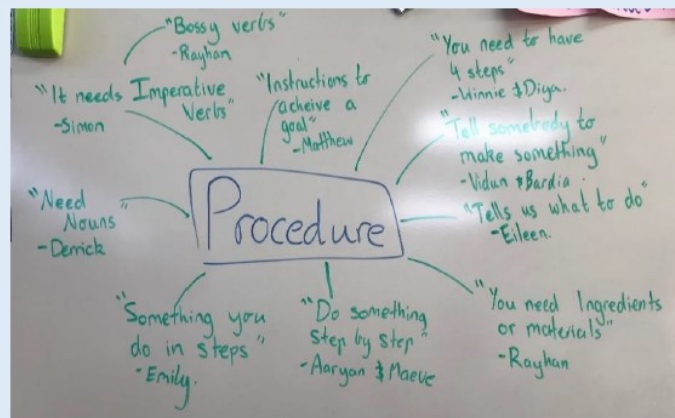 "Bossy verbs"
-Rayhan
"It needs Imperative
Verbs"
-Simon
"Instructions to
acheive a
goal"
-Matthew
"You need to have
4 steps"
-Winnie & Diya.
"Tell somebody to
make something"
-Vidun & Bardia.
"Need
Nouns"
-Derrick
Procedure
"Tells us what to do"
-Eileen.
"Something you
do in steps"
-Emily.
"Do something
step by step"
-Aaryan & Maeve
"You need Ingredients
or materials"
-Rayhan